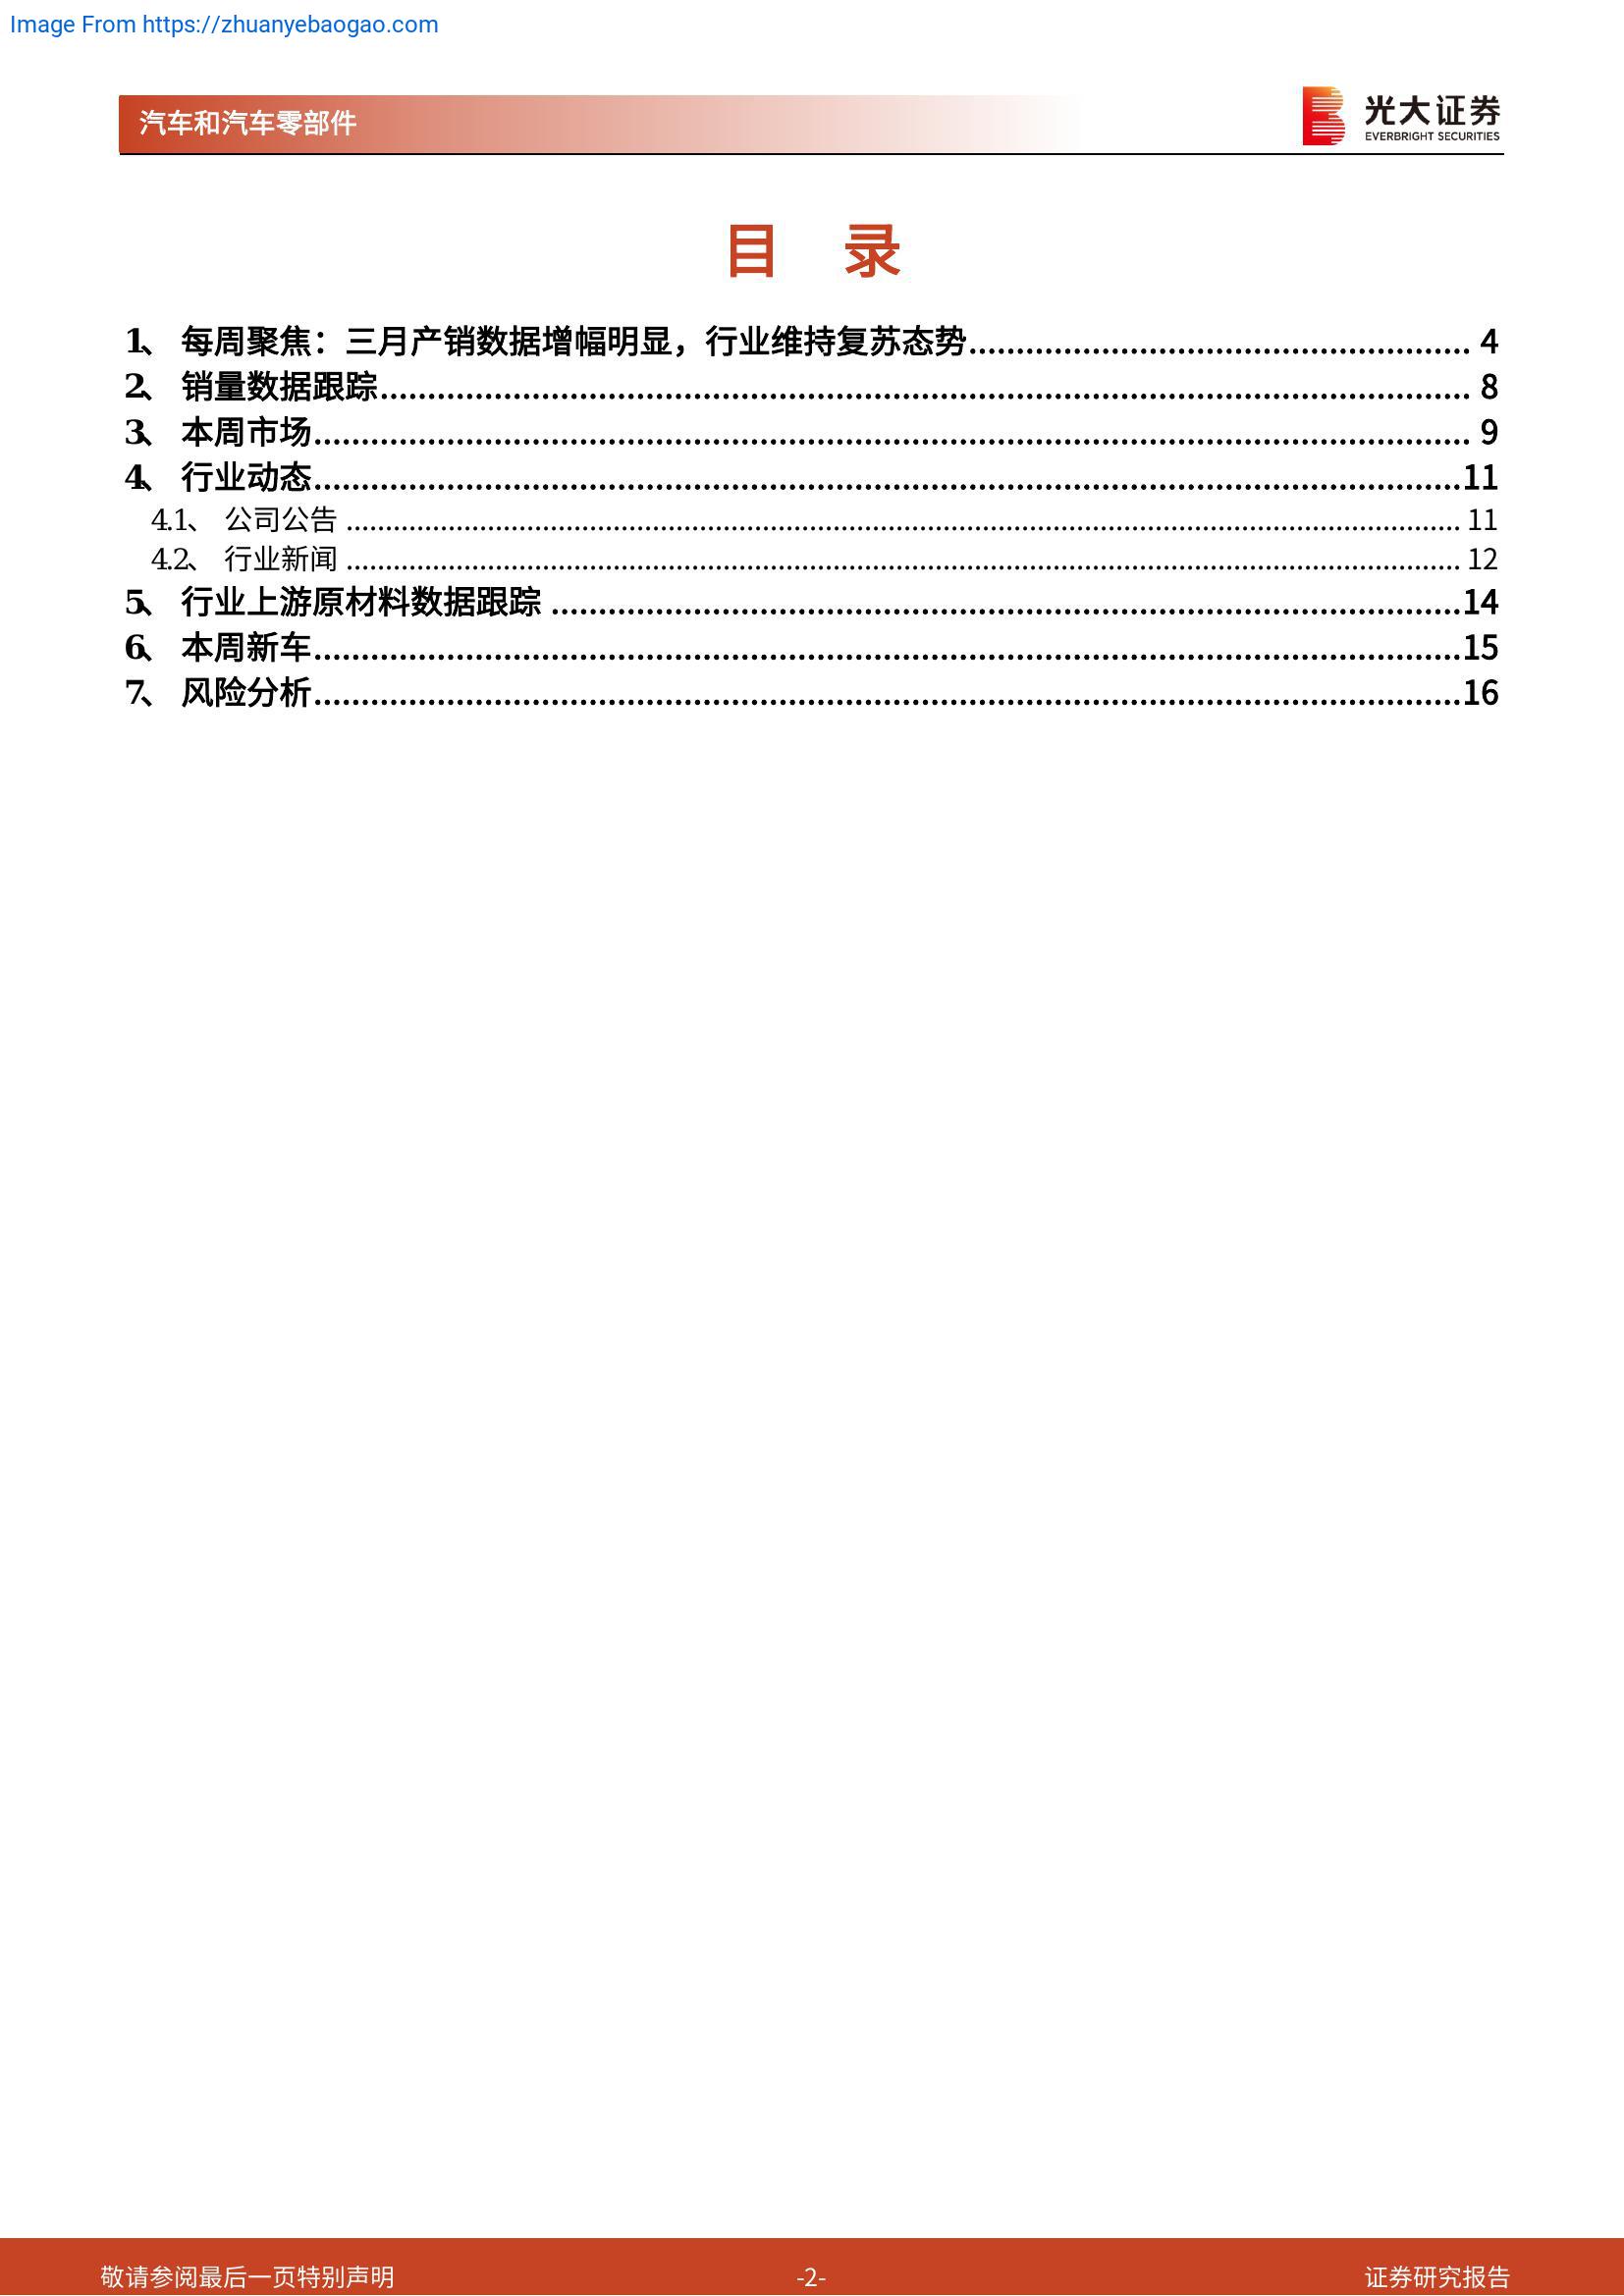 Image From https://zhuanyebaogao.com
汽车和汽车零部件
光大证券
EVERBRIGHT SECURITIES
目 录
1、 每周聚焦：三月产销数据增幅明显，行业维持复苏态势 4
2、 销量数据跟踪 8
3、 本周市场 9
4、 行业动态 11
4.1、 公司公告 11
4.2、 行业新闻 12
5、 行业上游原材料数据跟踪 14
6、 本周新车 15
7、 风险分析 16
敬请参阅最后一页特别声明 -2- 证券研究报告